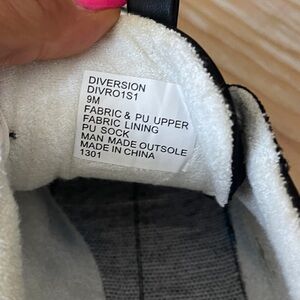 DIVERSION
DIVRO1S1
9M
FABRIC & PU UPPER
FABRIC LINING
PU SOCK
MAN MADE OUTSOLE
MADE IN CHINA
1301